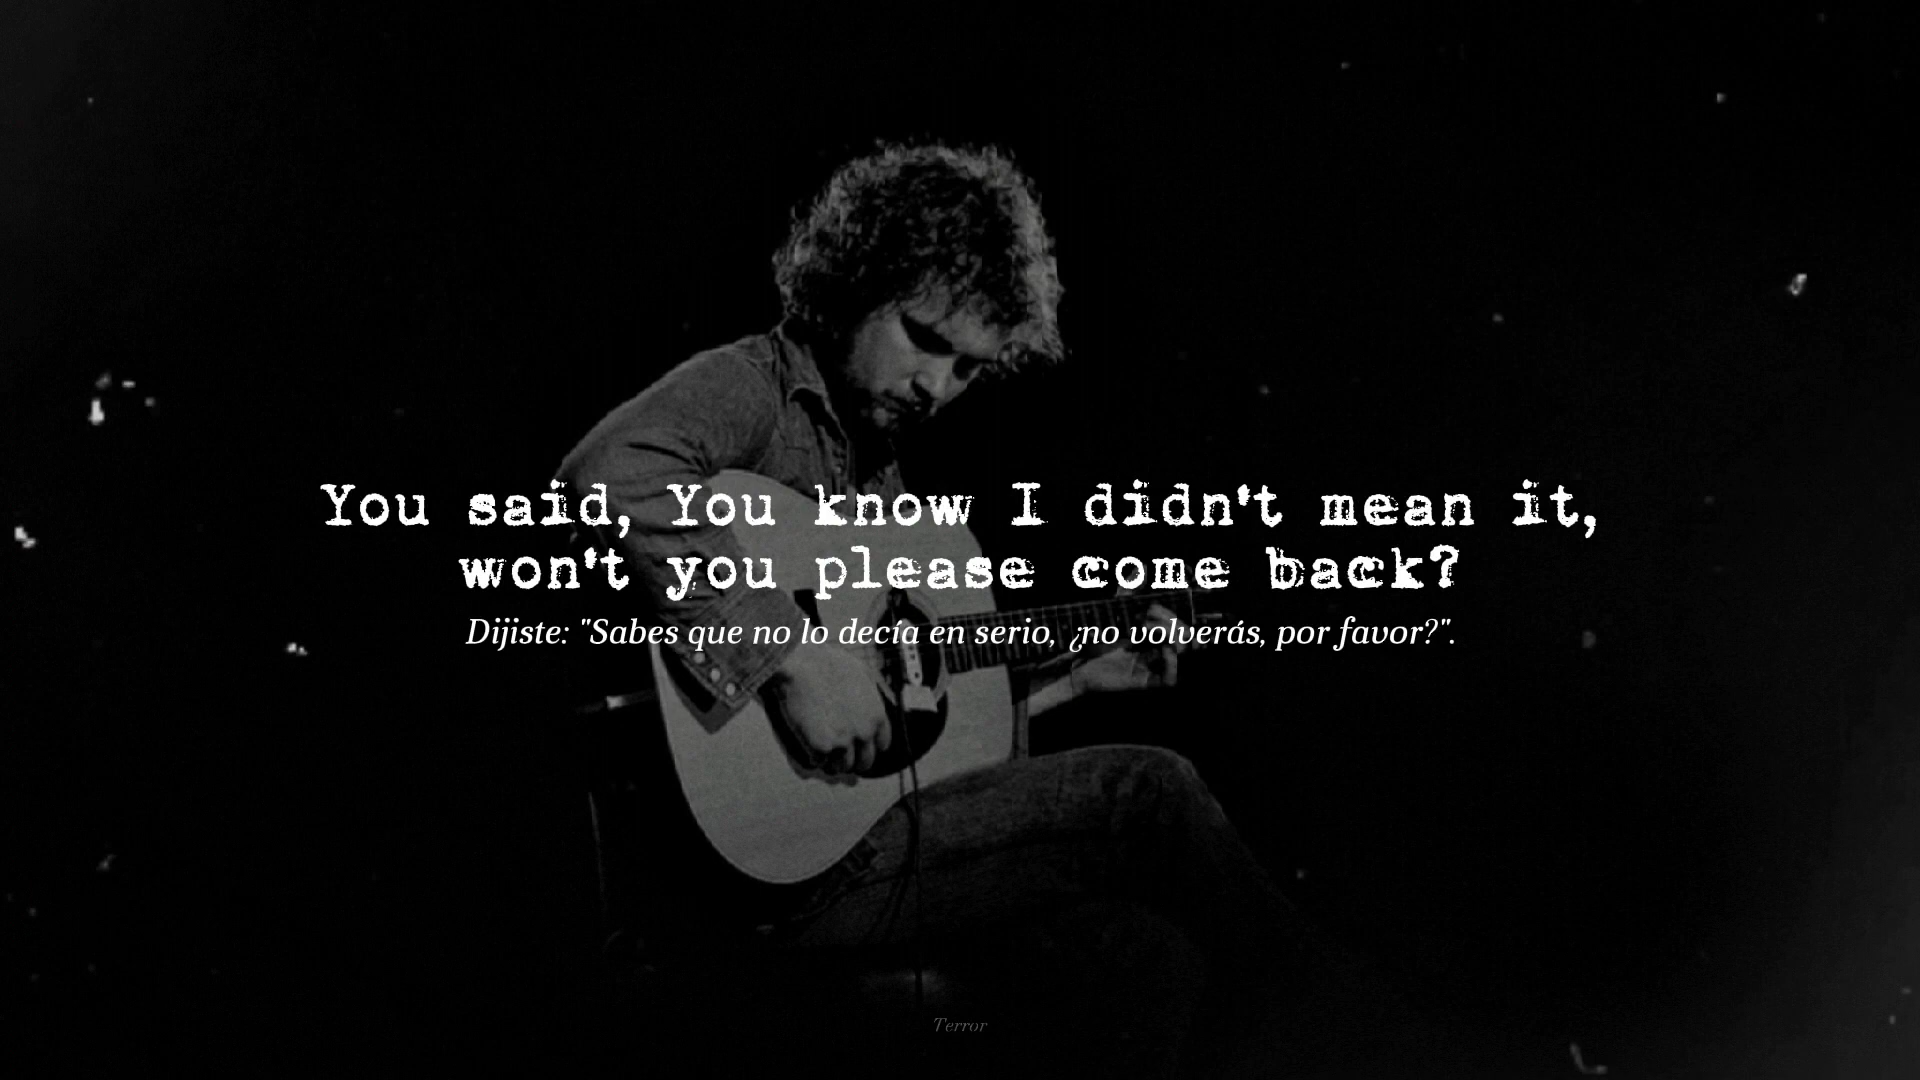 You said, You know I didn't mean it,
won't you please come back?
Dijiste: "Sabes que no lo decía en serio, ¿no volverás, por favor?".
Terror